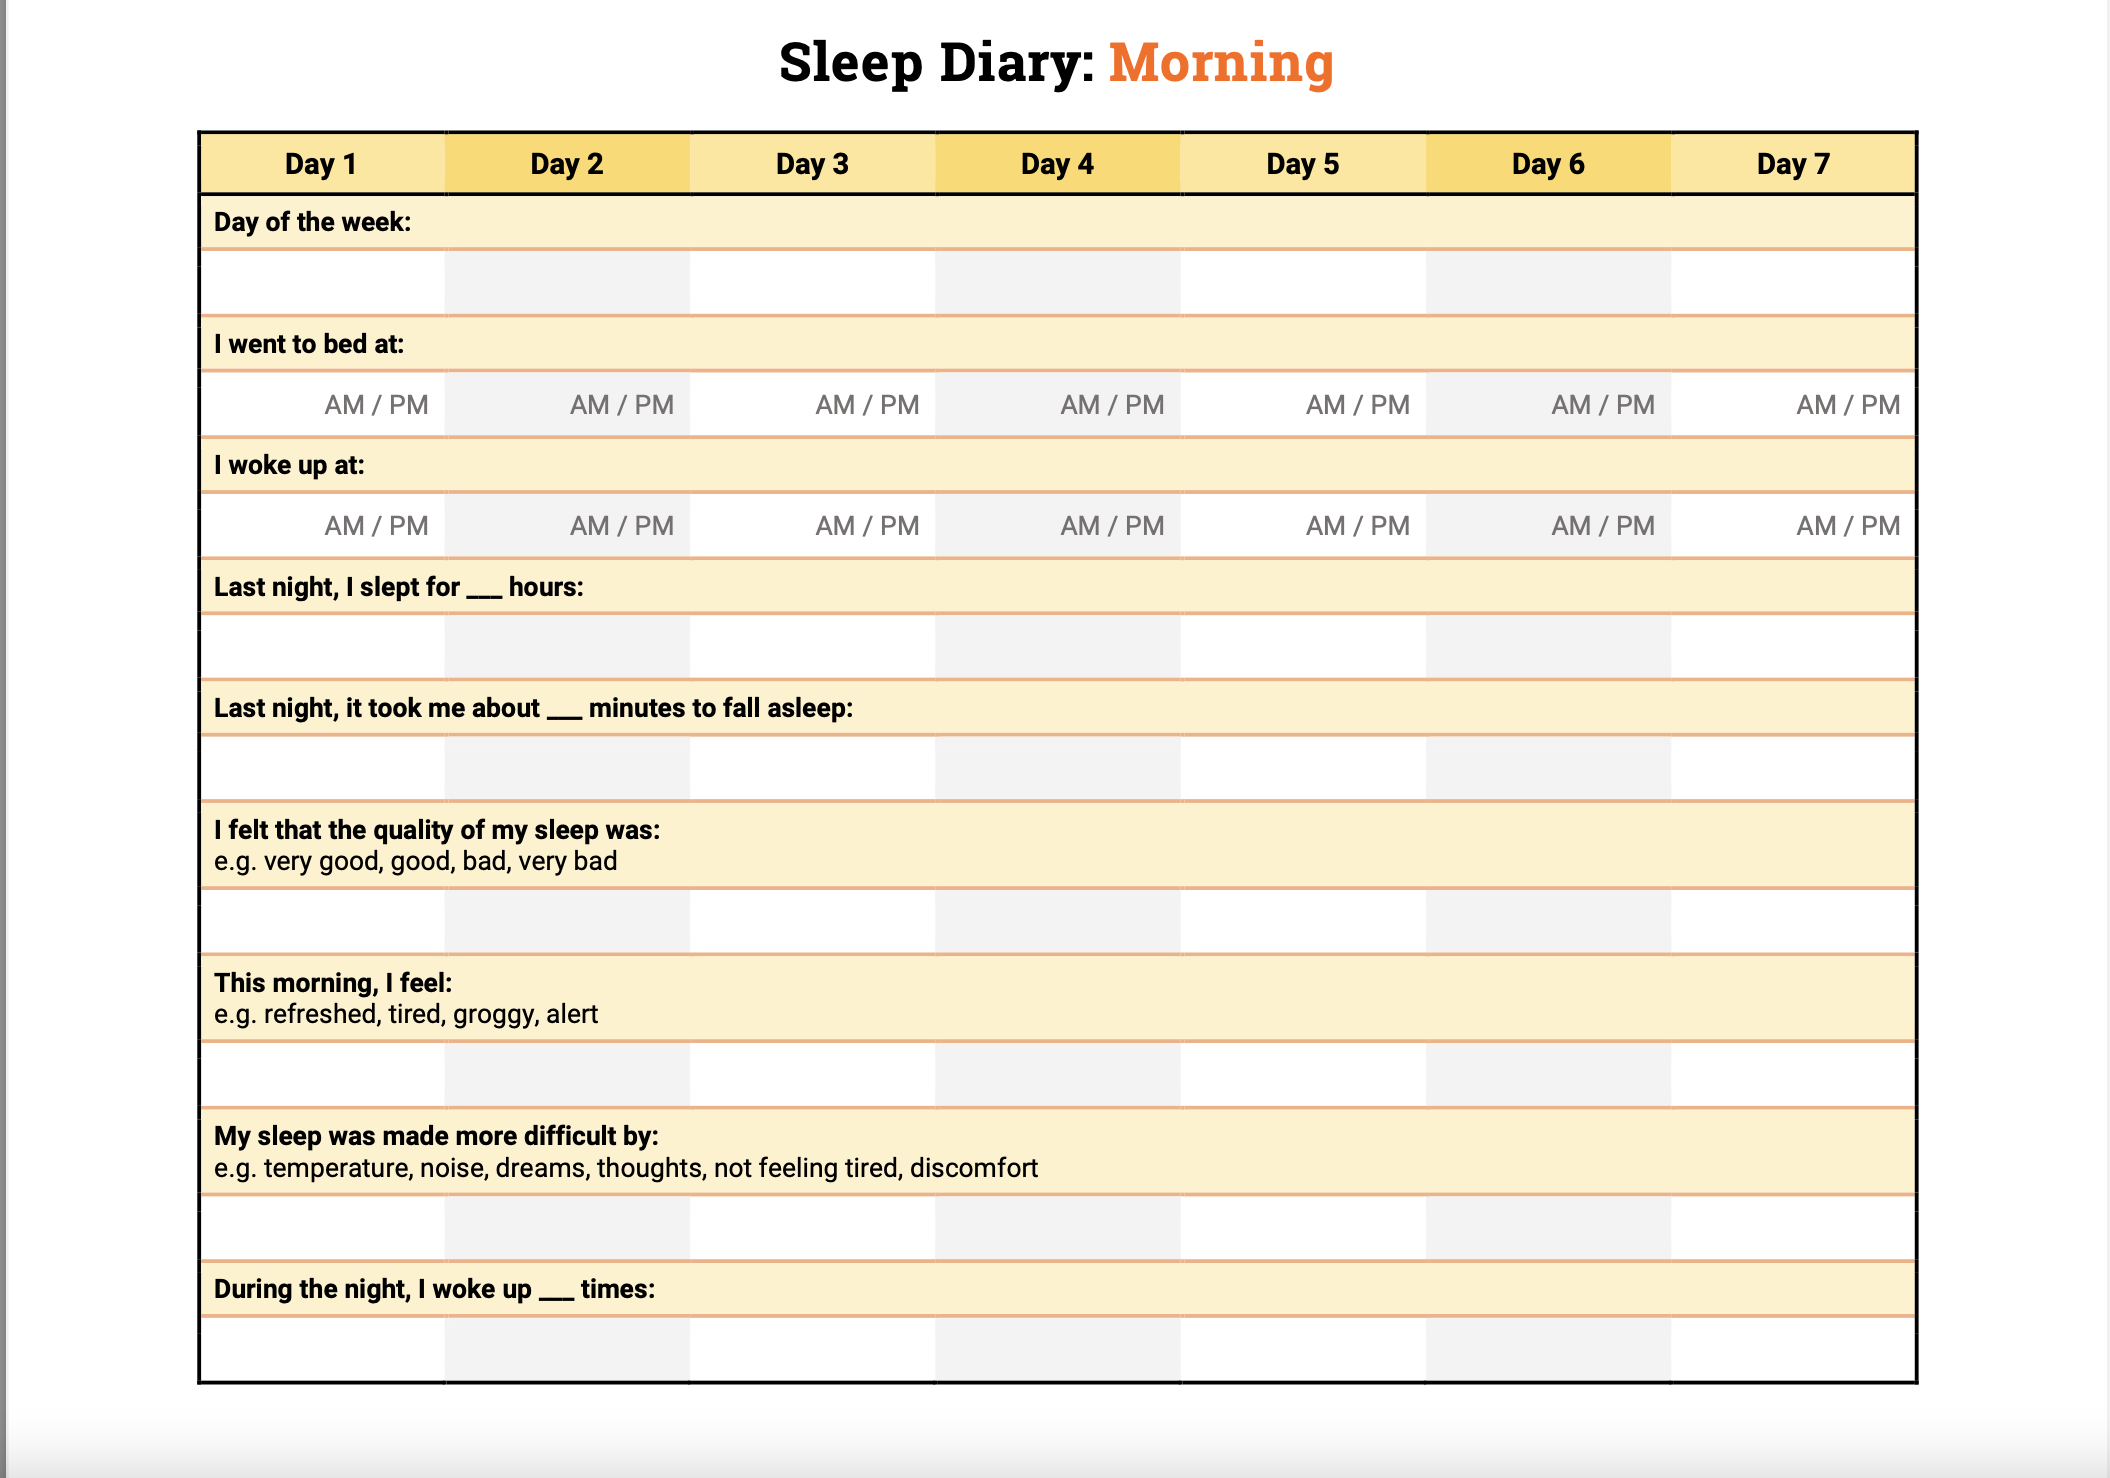 Sleep Diary: Morning
Day 1 Day 2 Day 3 Day 4 Day 5 Day 6 Day 7
Day of the week:
I went to bed at:
AM / PM AM / PM AM / PM AM / PM AM / PM AM / PM AM / PM
I woke up at:
AM / PM AM / PM AM / PM AM / PM AM / PM AM / PM AM / PM
Last night, I slept for ___ hours:
Last night, it took me about ___ minutes to fall asleep:
I felt that the quality of my sleep was:
e.g. very good, good, bad, very bad
This morning, I feel:
e.g. refreshed, tired, groggy, alert
My sleep was made more difficult by:
e.g. temperature, noise, dreams, thoughts, not feeling tired, discomfort
During the night, I woke up ___ times: